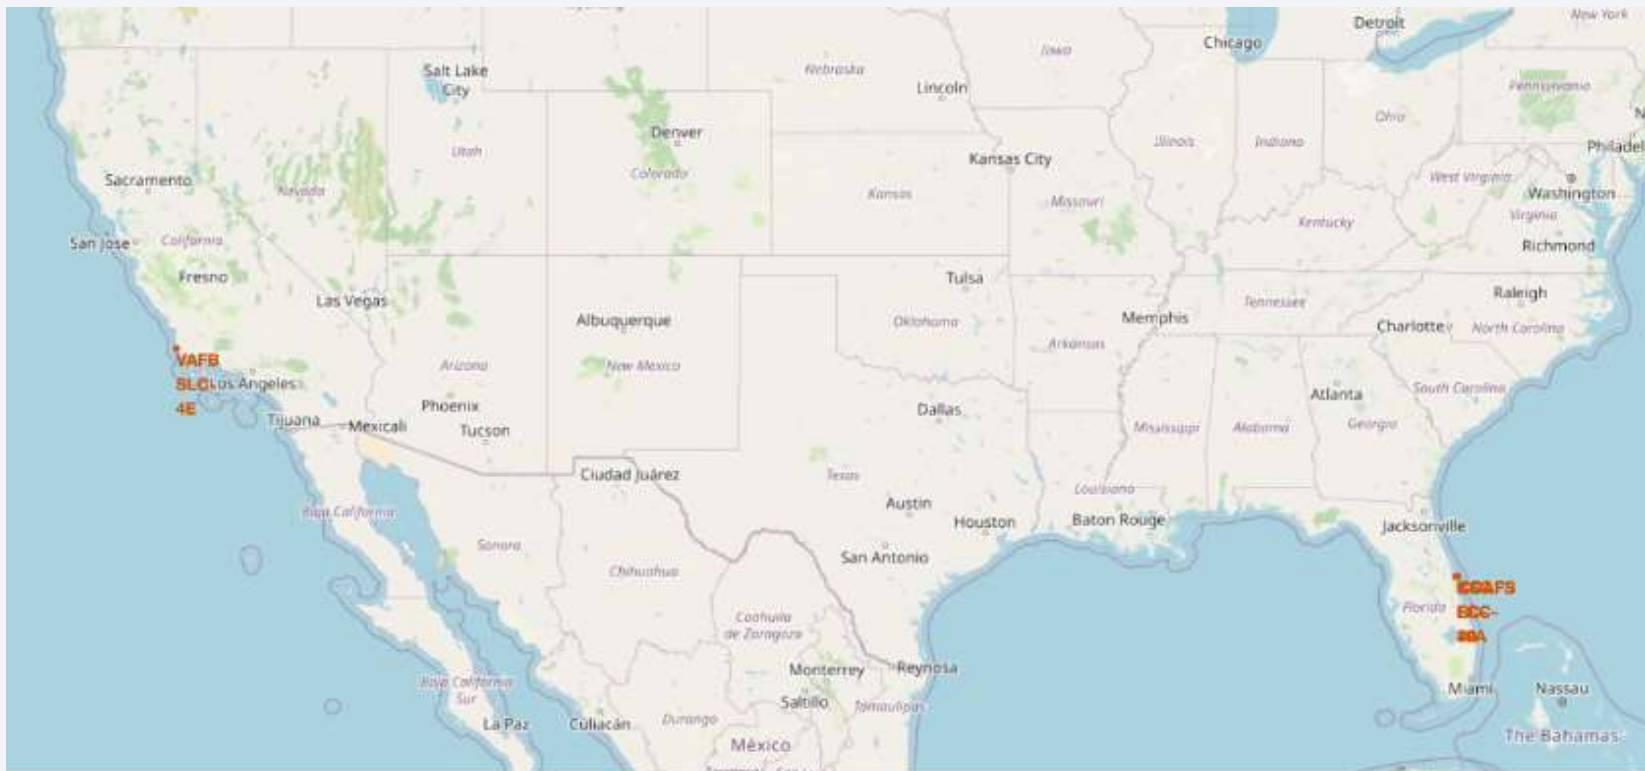 New York
Detroit
Chicago
Iowa
Salt Lake
City
Nebraska
Lincoln
Pennsylvania
Ohio
Denver
Utah
Illinois
Indiana
Philadel
Kansas City
Sacramento
Nevada
Colorado
Kansas
Missouri
West Virginia
Washington
Virginia
Kentucky
San Jose
California
Richmond
Fresno
Las Vegas
Tulsa
Raleigh
Tennessee
Albuquerque
Oklahoma
Memphis
Charlotte
North Carolina
Arkansas
VAFB
SLC
4E
Los Angeles
Arizona
New Mexico
South Carolina
Atlanta
Phoenix
Dallas
Georgia
Tijuana
Mexicali
Tucson
Mississippi
Alabama
Ciudad Juárez
Texas
Louisiana
Baja California
Austin
Houston
Baton Rouge
Jacksonville
Sonora
San Antonio
Chihuahua
Florida
Coahuila
de Zaragoza
Monterrey
Reynosa
Baja California
Sur
Saltillo
Tamaulipas
Miami
Nassau
La Paz
Culiacán
Durango
México
The Bahamas